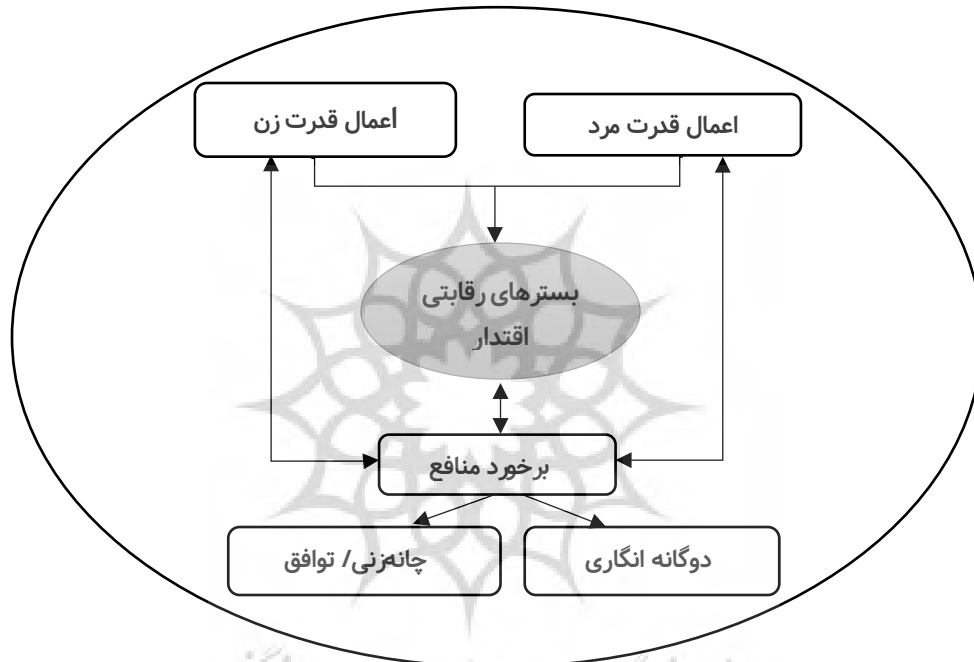 اعمال قدرت مرد
اعمال قدرت زن
بسترهای رقابتی
اقتدار
برخورد منافع
دوگانه انگاری
چانه‌زنی/ توافق